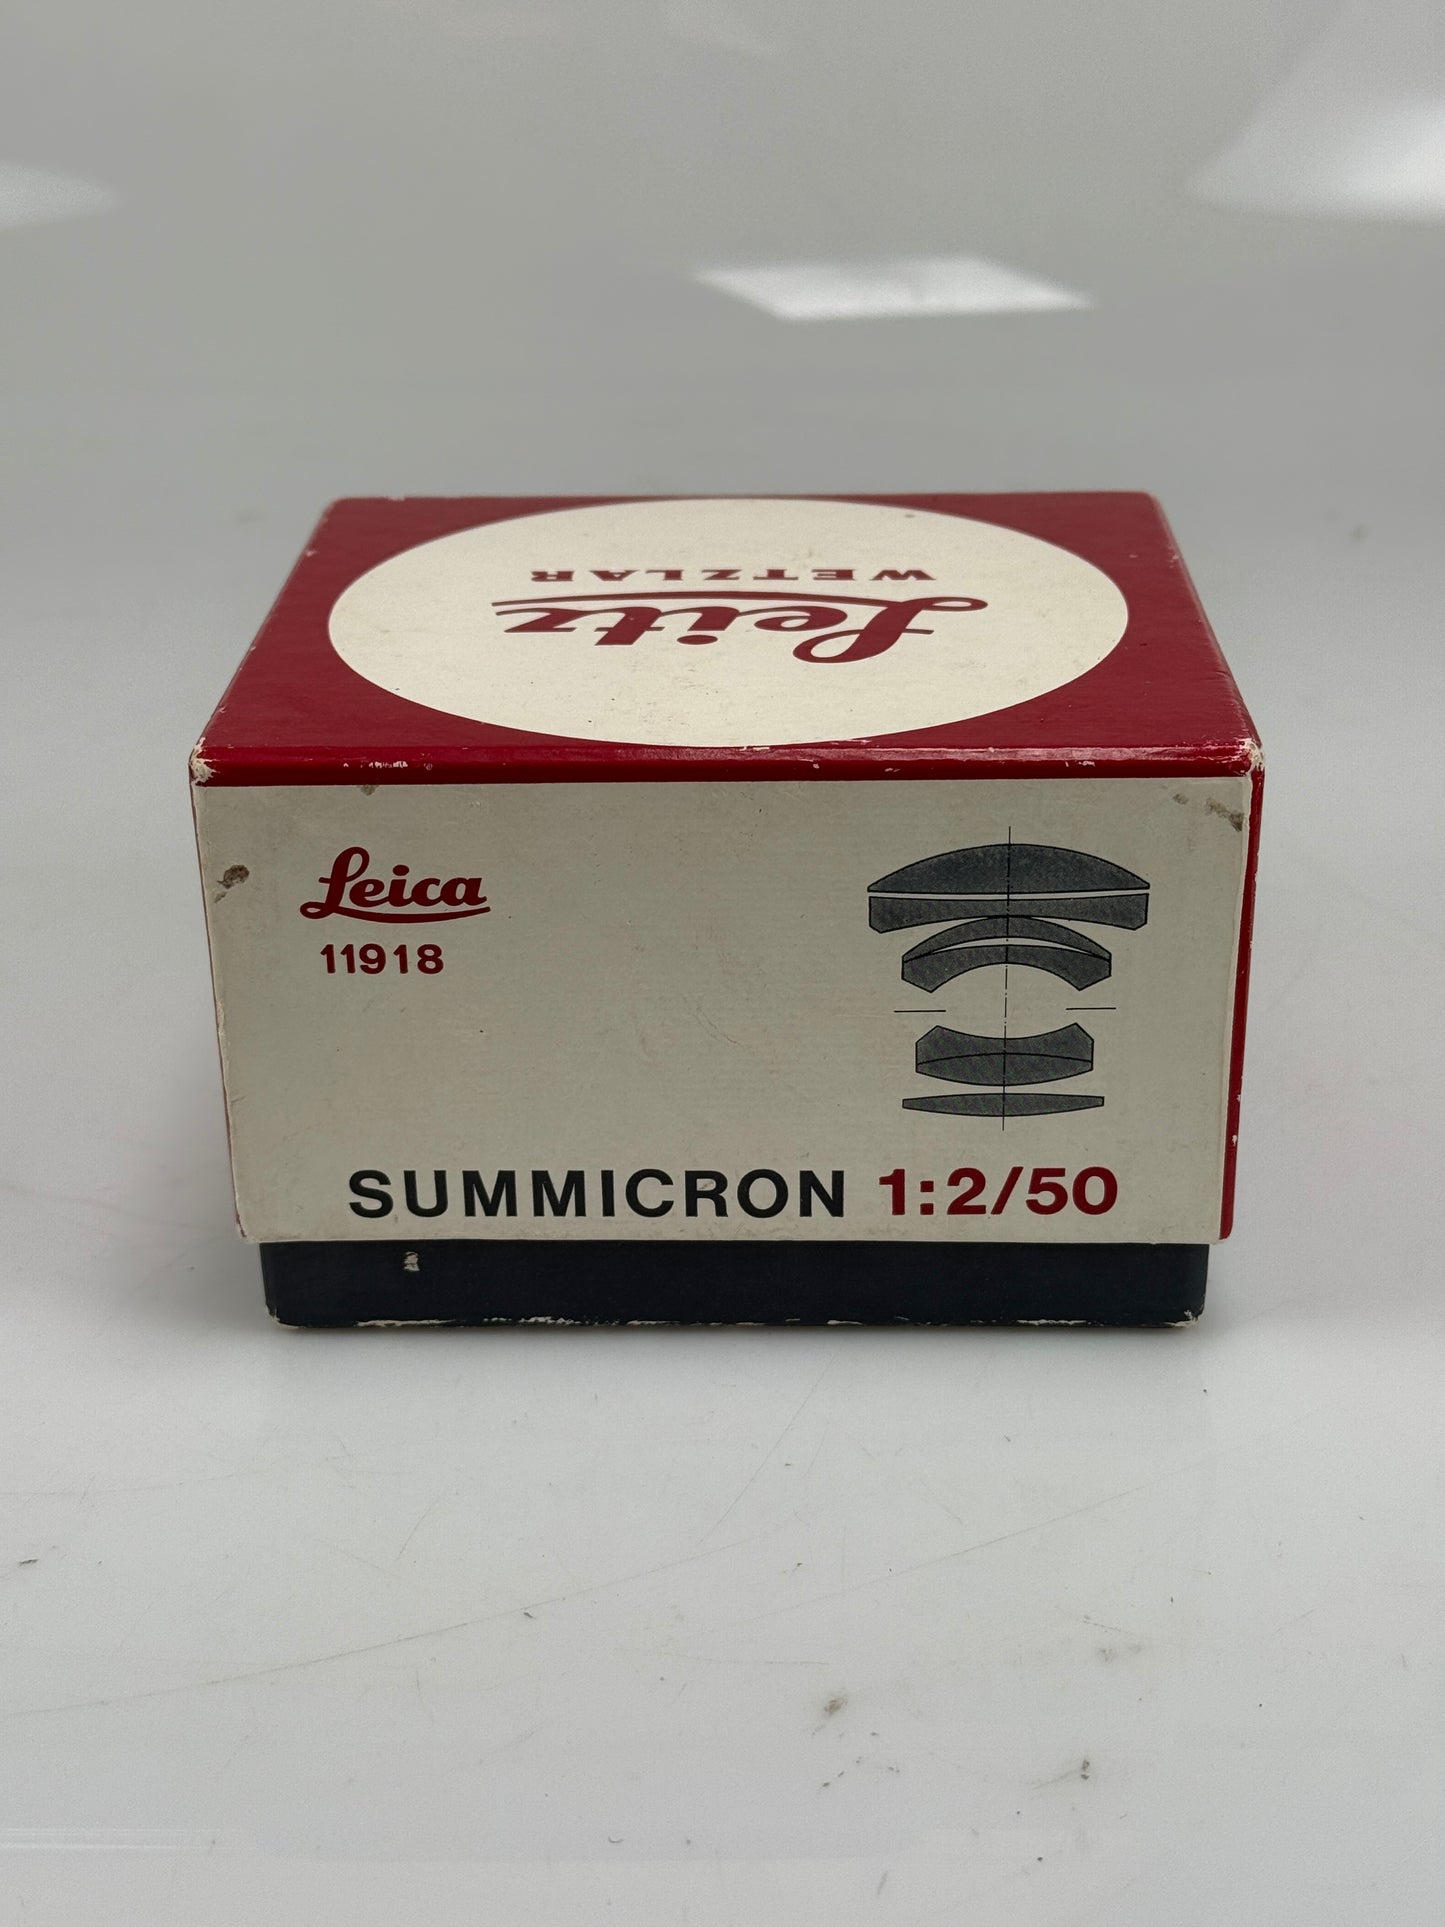 Leitz
WETZLAR
Leica
11918
SUMMICRON 1:2/50